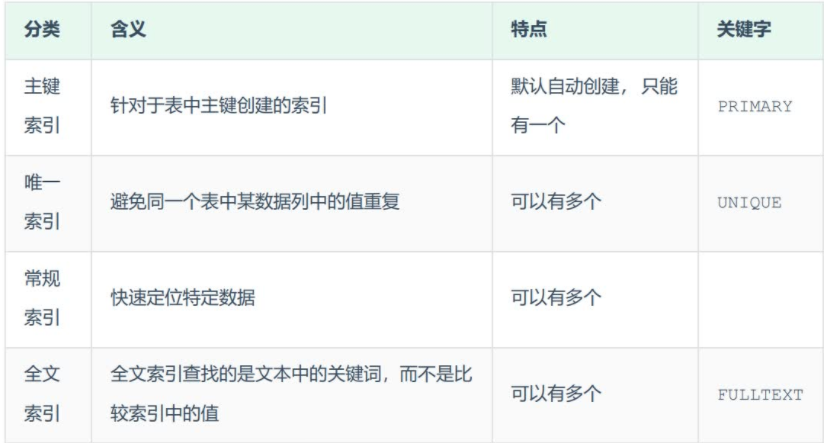 分类 含义 特点 关键字
主键
索引
针对于表中主键创建的索引
默认自动创建， 只能
有一个
PRIMARY
唯一
索引
避免同一个表中某数据列中的值重复
可以有多个
UNIQUE
常规
索引
快速定位特定数据
可以有多个
全文
索引
全文索引查找的是文本中的关键词，而不是比
较索引中的值
可以有多个
FULLTEXT